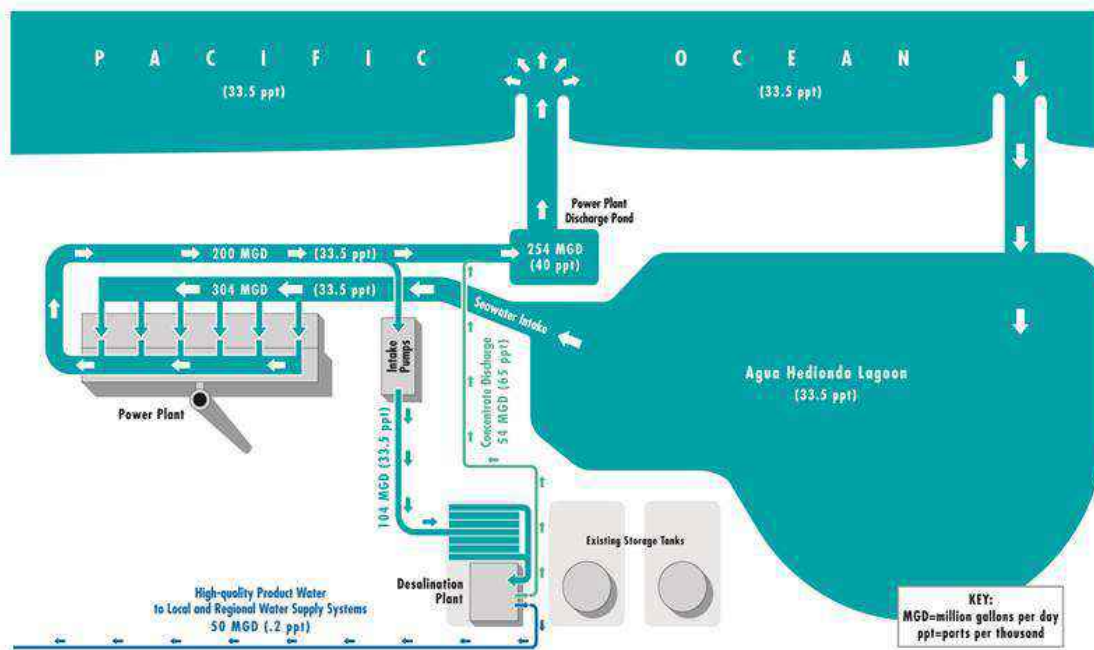 PACIFIC OCEAN
(33.5 ppt)
(33.5 ppt)
Power Plant
Discharge Pond
254 MGD
(40 ppt)
200 MGD (33.5 ppt)
304 MGD (33.5 ppt)
Seawater Intake
Intake
Pumps
Concentrate Discharge
54 MGD (65 ppt)
Agua Hedionda Lagoon
(33.5 ppt)
Power Plant
104 MGD (33.5 ppt)
Existing Storage Tanks
Desalination
Plant
High-quality Product Water
to Local and Regional Water Supply Systems
50 MGD (.2 ppt)
KEY:
MGD=million gallons per day
ppt=parts per thousand